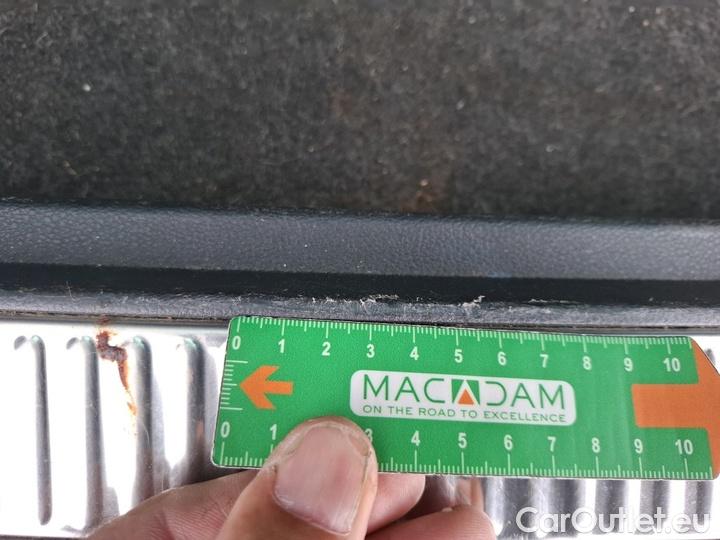 0 1 2 3 4 5 6 7 8 9 10
MACADAM
ON THE ROAD TO EXCELLENCE
0 1 3 4 5 6 7 8 9 10
CarOutlet.eu